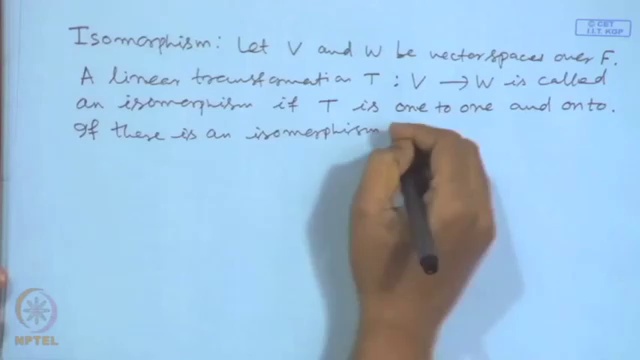 © CET
I.I.T. KGP
Isomorphism: Let V and W be vector spaces over F.
A linear transformation T : V → W is called
an isomorphism if T is one to one and onto.
If there is an isomorphism
NPTEL